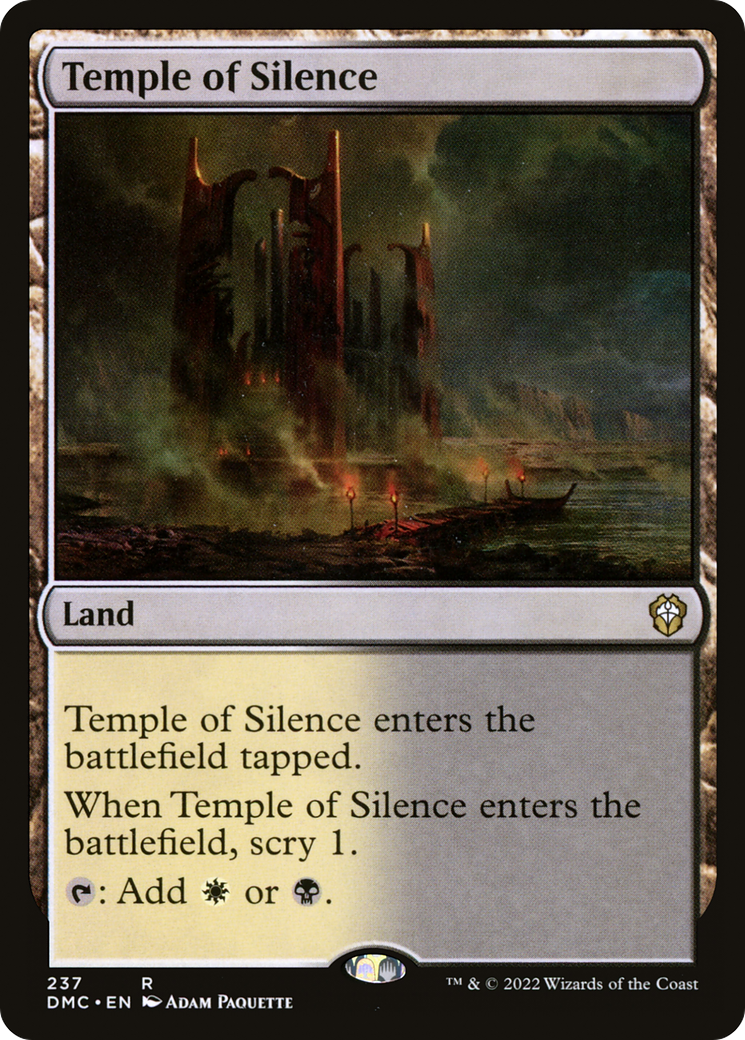 Temple of Silence
Land
Temple of Silence enters the
battlefield tapped.
When Temple of Silence enters the
battlefield, scry 1.
: Add or .
237 R
DMC • EN Adam Paquette
™ & © 2022 Wizards of the Coast